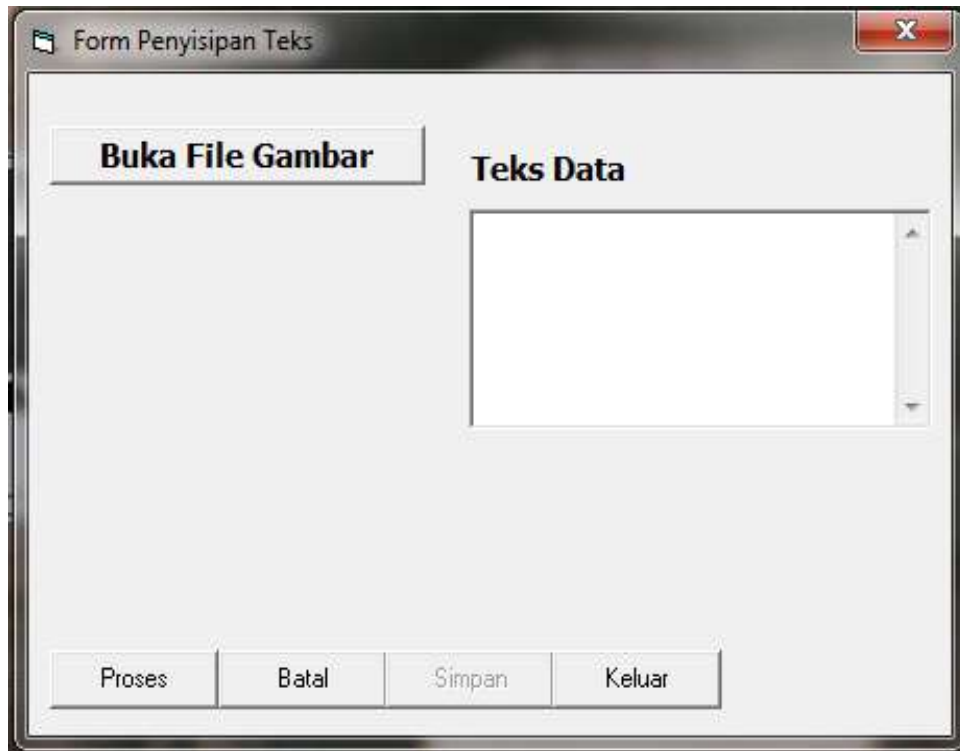 Form Penyisipan Teks
Buka File Gambar
Teks Data
Proses
Batal
Simpan
Keluar